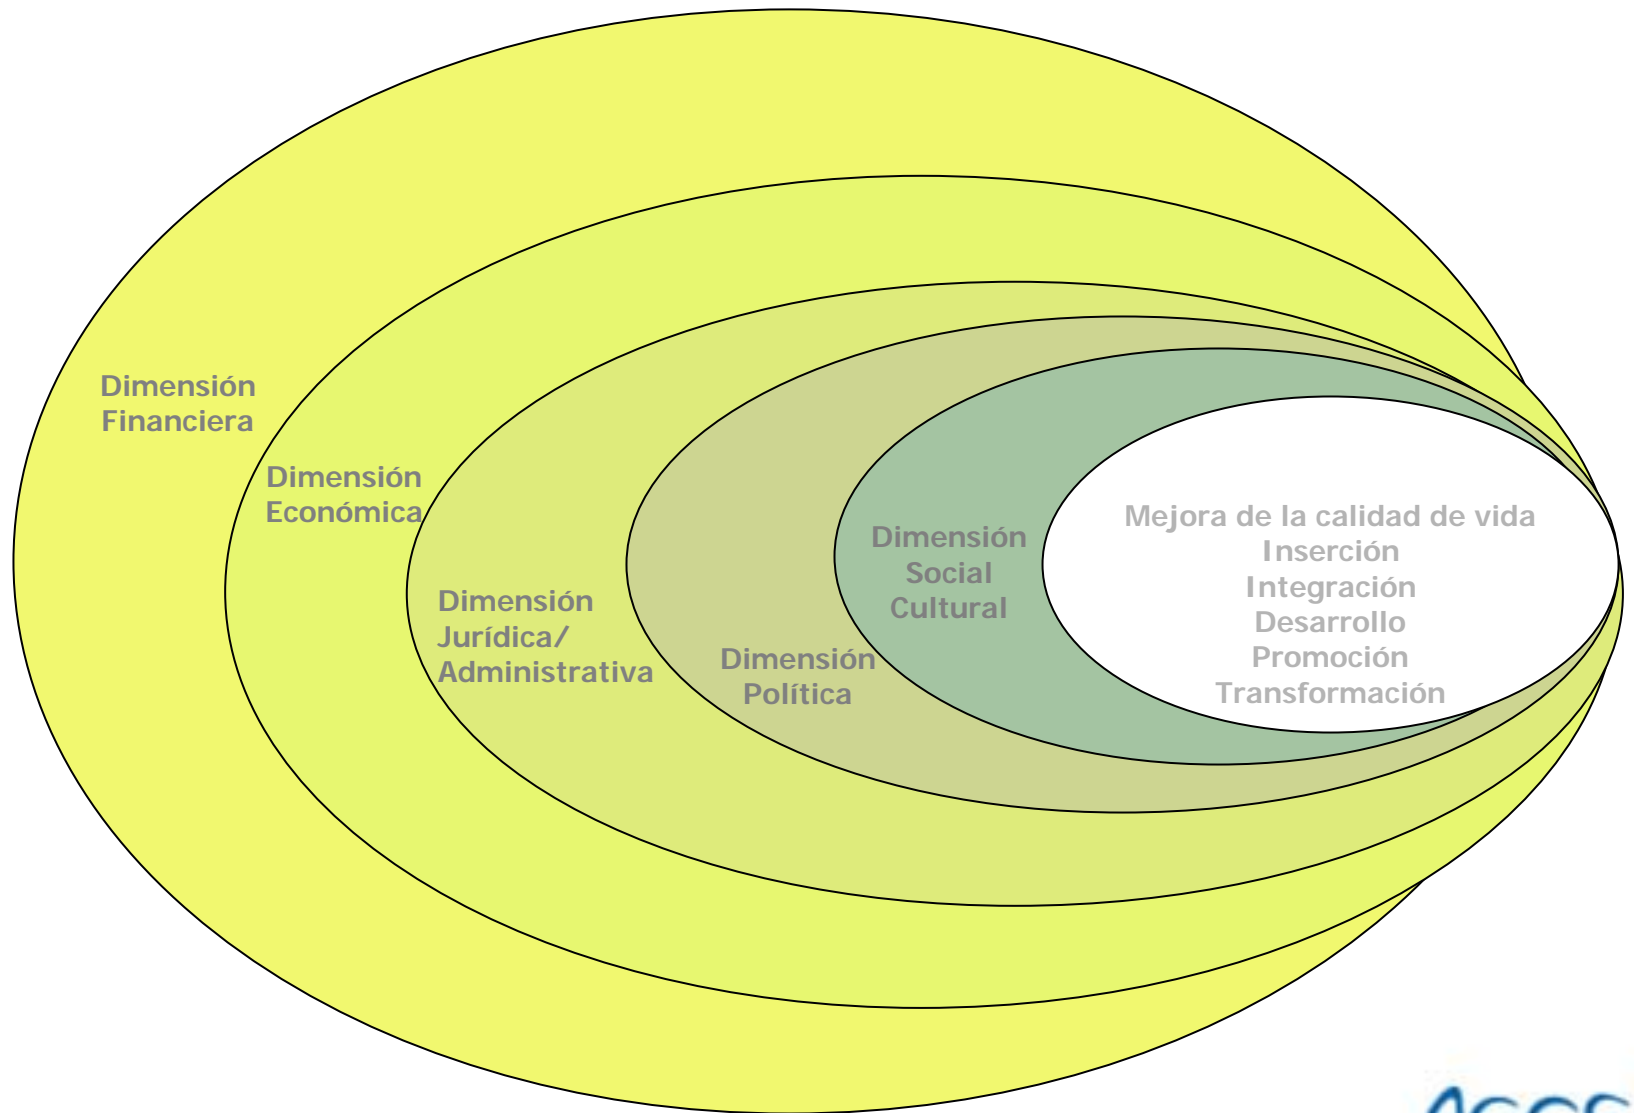 Dimensión
Financiera
Dimensión
Económica
Dimensión
Jurídica/
Administrativa
Dimensión
Política
Dimensión
Social
Cultural
Mejora de la calidad de vida
Inserción
Integración
Desarrollo
Promoción
Transformación